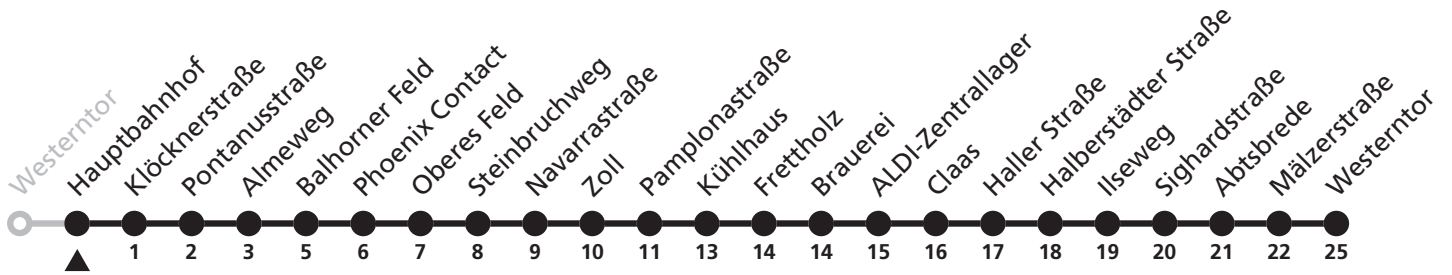 Westerntor
Hauptbahnhof
Klöcknerstraße
Pontanusstraße
Almeweg
Balhorner Feld
Phoenix Contact
Oberes Feld
Steinbruchweg
Navarrastraße
Zoll
Pamplonastraße
Kühlhaus
Frettholz
Brauerei
ALDI-Zentrallager
Claas
Haller Straße
Halberstädter Straße
Ilseweg
Sighardstraße
Abtsbrede
Mälzerstraße
Westerntor
1 2 3 5 6 7 8 9 10 11 13 14 14 15 16 17 18 19 20 21 22 25